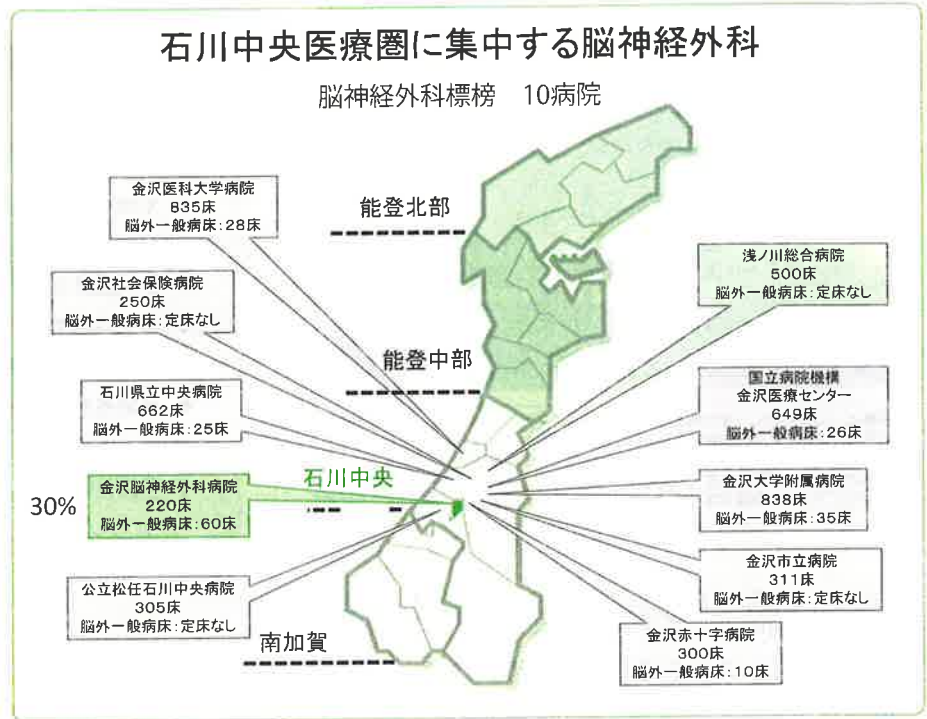 石川中央医療圏に集中する脳神経外科
脳神経外科標榜　10病院
金沢医科大学病院
835床
脳外一般病床:28床
金沢社会保険病院
250床
脳外一般病床:定床なし
石川県立中央病院
662床
脳外一般病床:25床
30%
金沢脳神経外科病院
220床
脳外一般病床:60床
公立松任石川中央病院
305床
脳外一般病床:定床なし
能登北部
能登中部
石川中央
南加賀
浅ノ川総合病院
500床
脳外一般病床:定床なし
国立病院機構
金沢医療センター
649床
脳外一般病床:26床
金沢大学附属病院
838床
脳外一般病床:35床
金沢市立病院
311床
脳外一般病床:定床なし
金沢赤十字病院
300床
脳外一般病床:10床